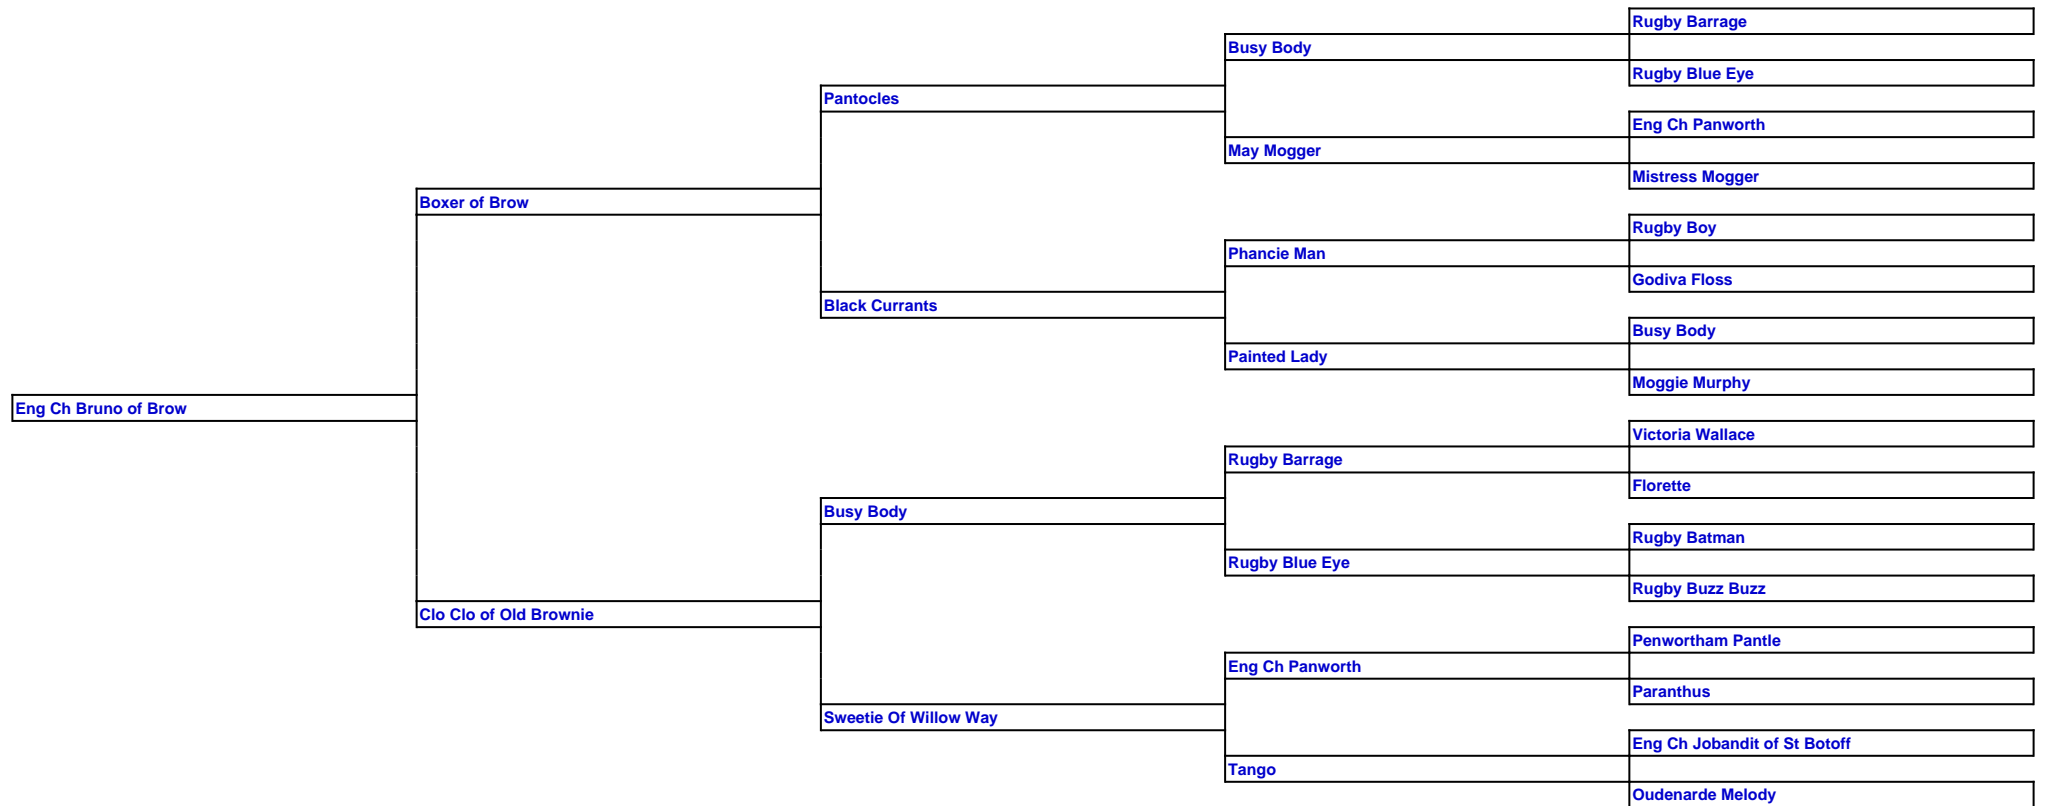 Rugby Barrage
Busy Body
Rugby Blue Eye
Pantocles
Eng Ch Panworth
May Mogger
Mistress Mogger
Boxer of Brow
Rugby Boy
Phancie Man
Godiva Floss
Black Currants
Busy Body
Painted Lady
Moggie Murphy
Eng Ch Bruno of Brow
Victoria Wallace
Rugby Barrage
Florette
Busy Body
Rugby Batman
Rugby Blue Eye
Rugby Buzz Buzz
Clo Clo of Old Brownie
Penwortham Pantle
Eng Ch Panworth
Paranthus
Sweetie Of Willow Way
Eng Ch Jobandit of St Botoff
Tango
Oudenarde Melody